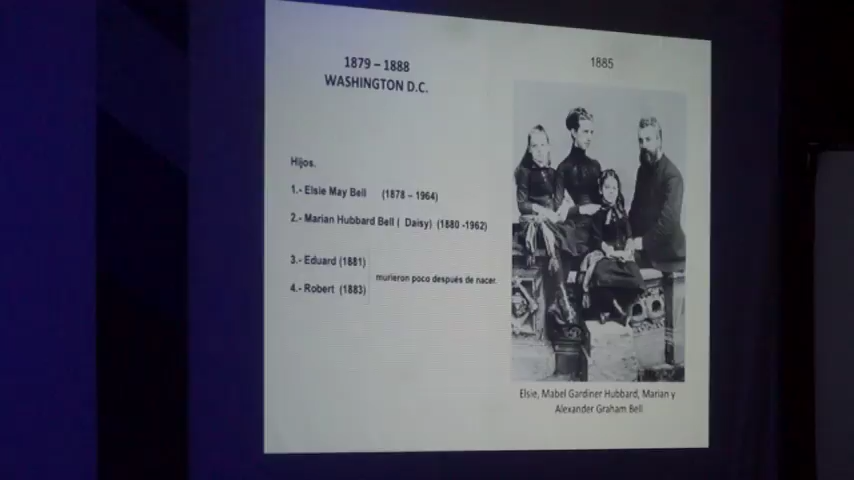 1879 – 1888
WASHINGTON D.C.
Hijos.
1.- Elsie May Bell (1878 – 1964)
2.- Marian Hubbard Bell ( Daisy) (1880 -1962)
3.- Eduard (1881)
murieron poco después de nacer.
4.- Robert (1883)
1885
Elsie, Mabel Gardiner Hubbard, Marian y
Alexander Graham Bell